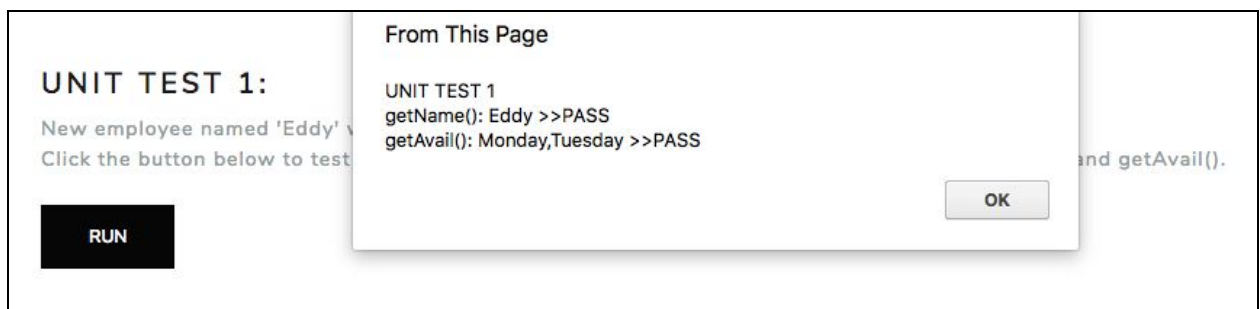 From This Page
UNIT TEST 1
getName(): Eddy >>PASS
getAvail(): Monday,Tuesday >>PASS
OK
UNIT TEST 1:
New employee named 'Eddy'
Click the button below to test and getAvail().
RUN